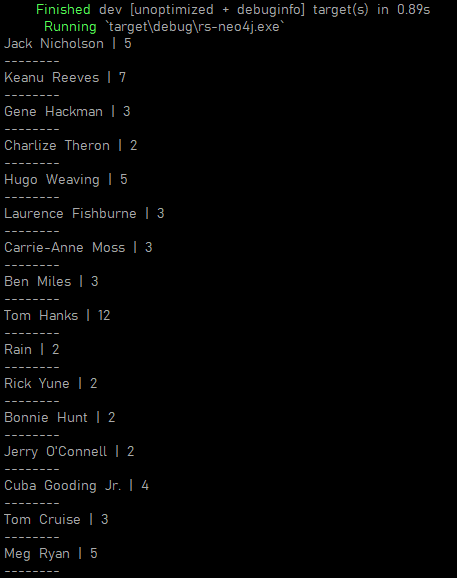 Finished dev [unoptimized + debuginfo] target(s) in 0.89s
Running `target\debug\rs-neo4j.exe`
Jack Nicholson | 5
--------
Keanu Reeves | 7
--------
Gene Hackman | 3
--------
Charlize Theron | 2
--------
Hugo Weaving | 5
--------
Laurence Fishburne | 3
--------
Carrie-Anne Moss | 3
--------
Ben Miles | 3
--------
Tom Hanks | 12
--------
Rain | 2
--------
Rick Yune | 2
--------
Bonnie Hunt | 2
--------
Jerry O'Connell | 2
--------
Cuba Gooding Jr. | 4
--------
Tom Cruise | 3
--------
Meg Ryan | 5
--------